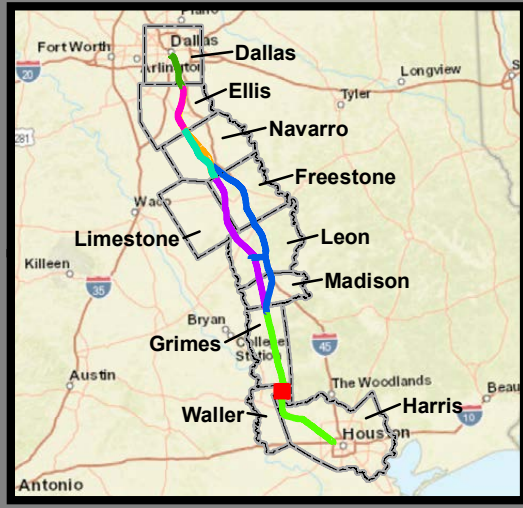 Plano
Fort Worth
Dallas
Dallas
Arlington
20
Longview
Ellis
Tyler
Navarro
281
Freestone
Waco
Limestone
Leon
Killeen
Madison
35
Bryan
Grimes
College
Station
45
Austin
The Woodlands
Beau
Waller
Harris
10
Houston
Antonio